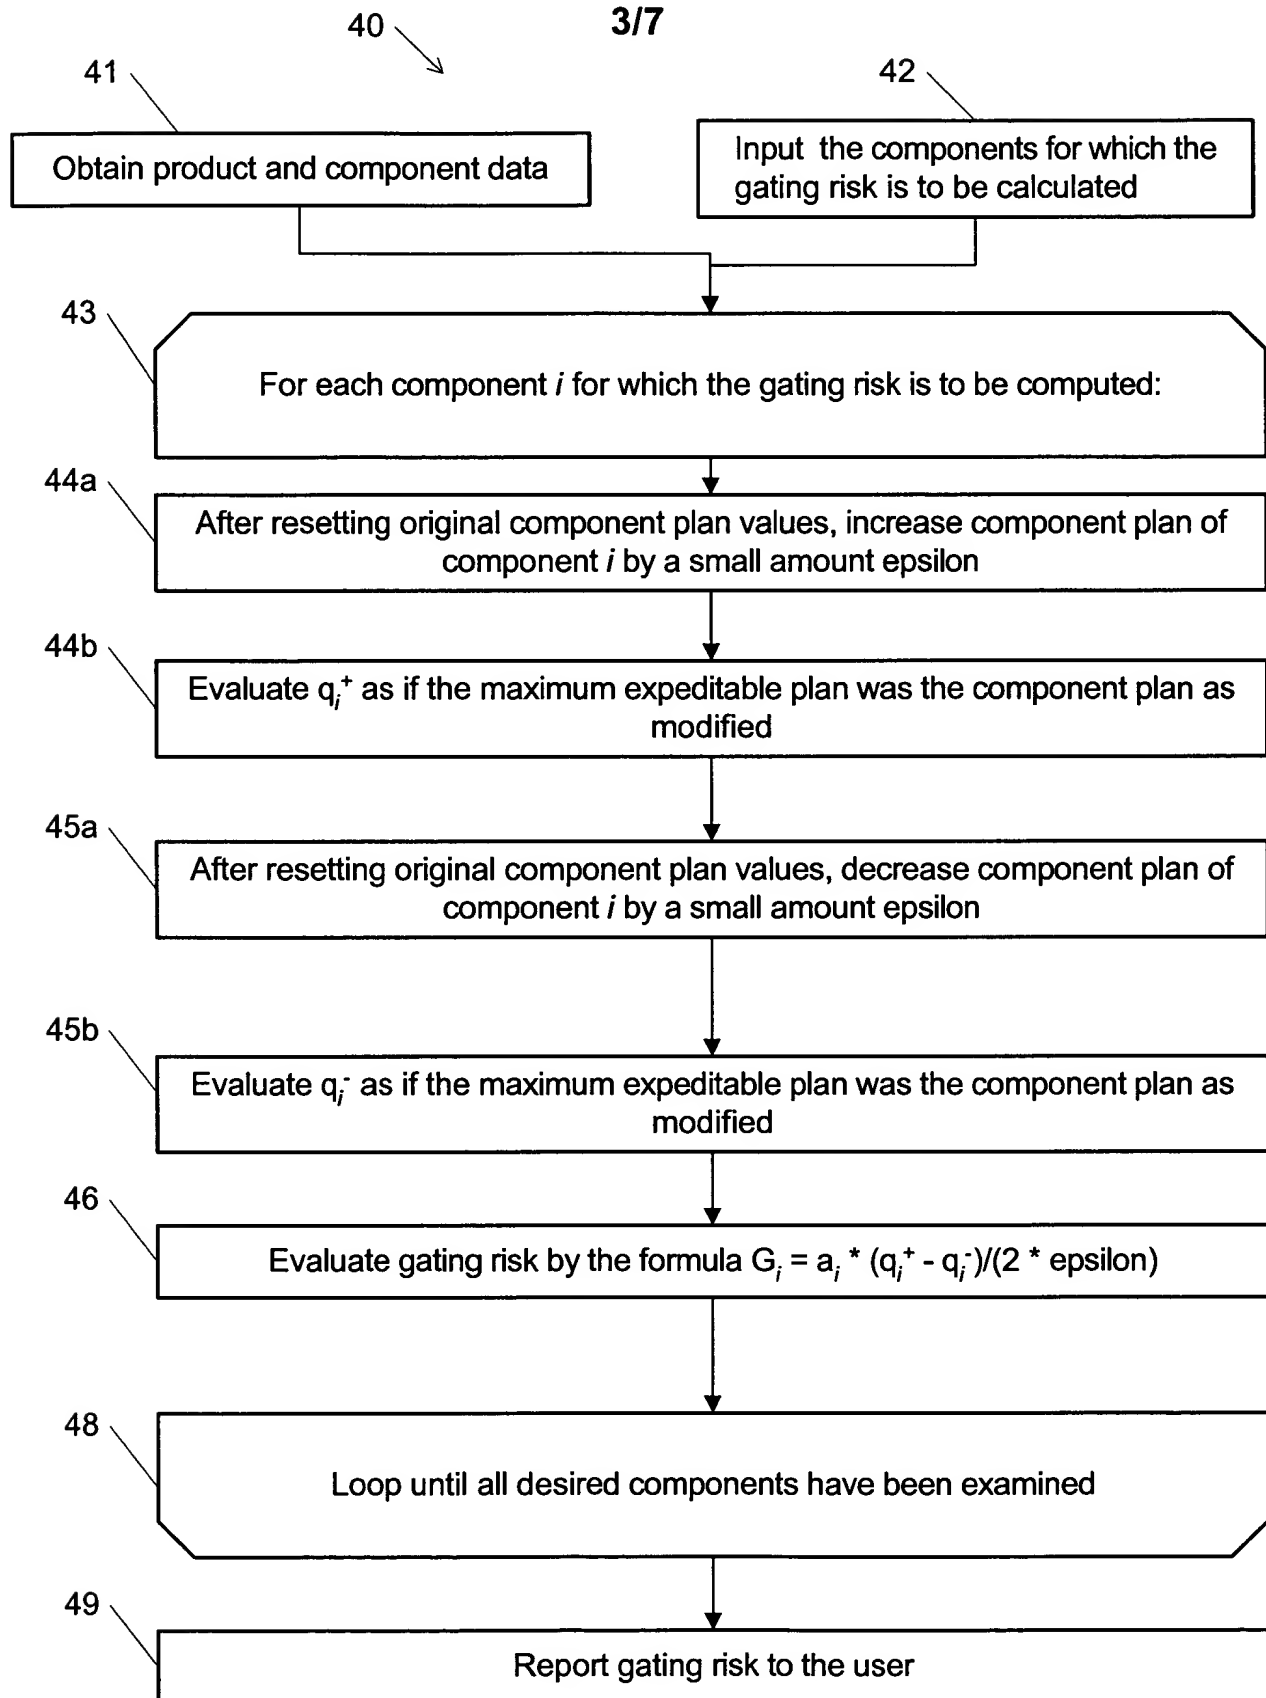 3/7
40
41
42
Obtain product and component data
Input the components for which the
gating risk is to be calculated
43
For each component i for which the gating risk is to be computed:
44a
After resetting original component plan values, increase component plan of
component i by a small amount epsilon
44b
Evaluate qᵢ⁺ as if the maximum expeditable plan was the component plan as
modified
45a
After resetting original component plan values, decrease component plan of
component i by a small amount epsilon
45b
Evaluate qᵢ⁻ as if the maximum expeditable plan was the component plan as
modified
46
Evaluate gating risk by the formula Gᵢ = aᵢ * (qᵢ⁺ - qᵢ⁻)/(2 * epsilon)
48
Loop until all desired components have been examined
49
Report gating risk to the user